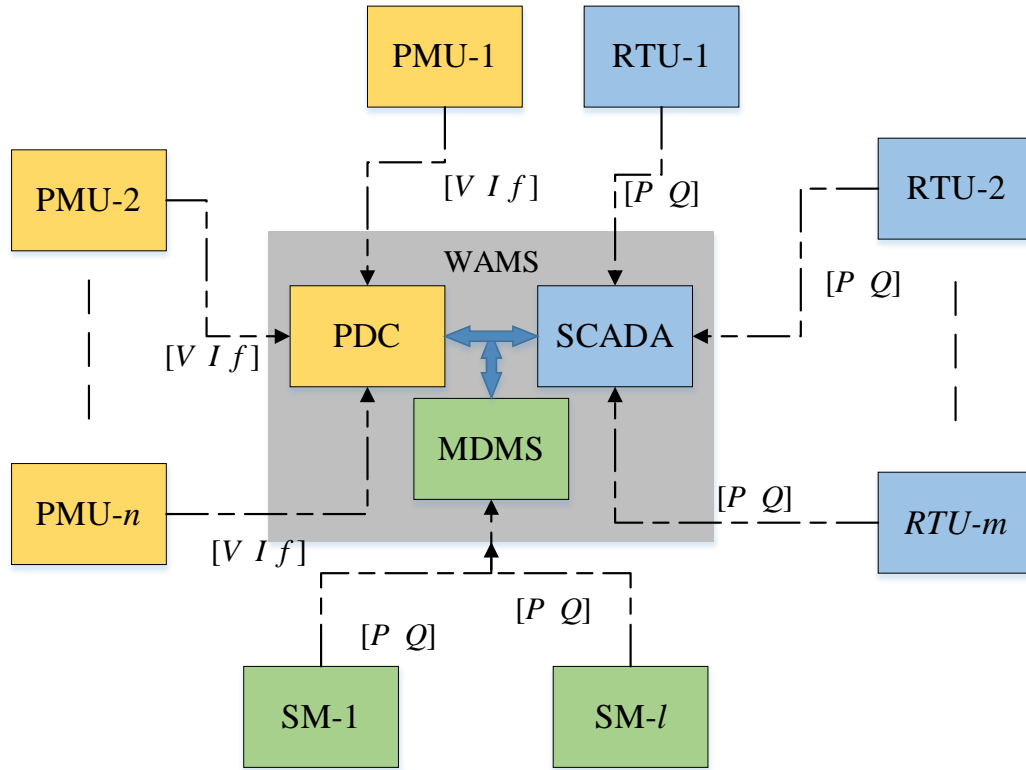 PMU-1
RTU-1
PMU-2
[V I f]
[P Q]
RTU-2
WAMS
[P Q]
PDC
SCADA
[V I f]
MDMS
PMU-n
[P Q]
RTU-m
[V I f]
[P Q]
[P Q]
SM-1
SM-l